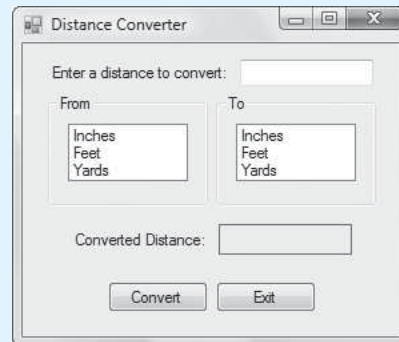 Distance Converter
Enter a distance to convert:
From
To
Inches
Feet
Yards
Inches
Feet
Yards
Converted Distance:
Convert
Exit